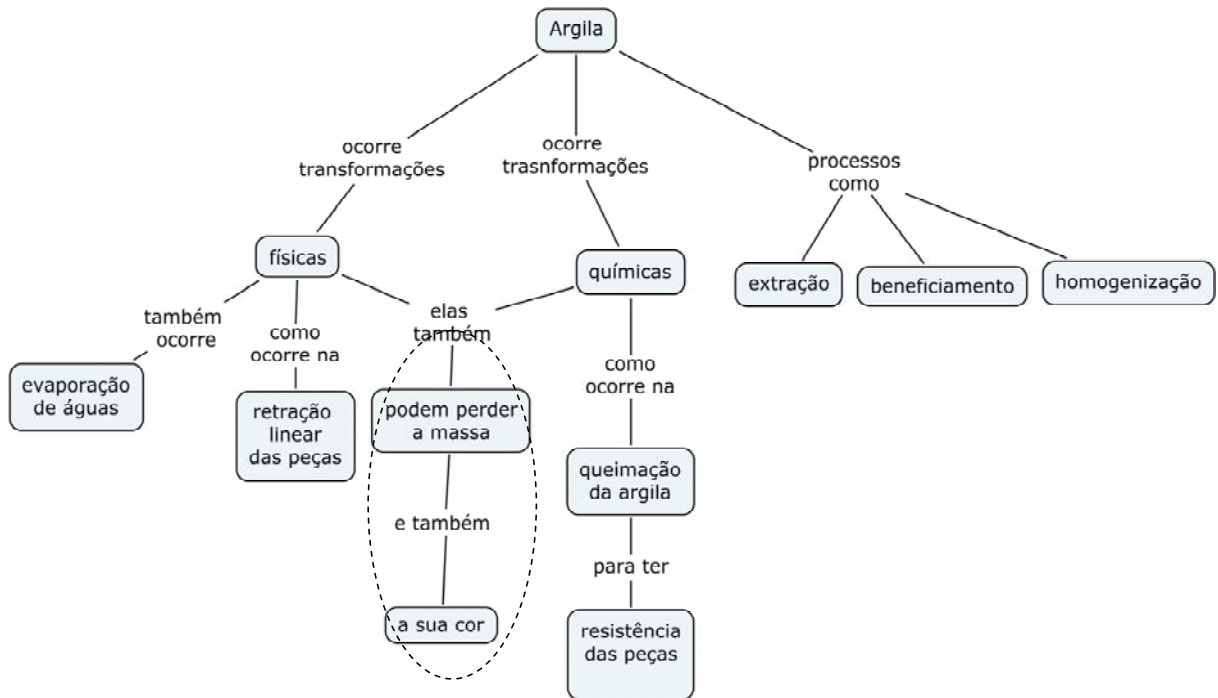 Argila
ocorre
transformações
ocorre
trasnformações
processos
como
físicas
químicas
extração
beneficiamento
homogenização
também
ocorre
como
ocorre na
elas
também
como
ocorre na
evaporação
de águas
retração
linear
das peças
podem perder
a massa
queimação
da argila
e também
para ter
a sua cor
resistência
das peças